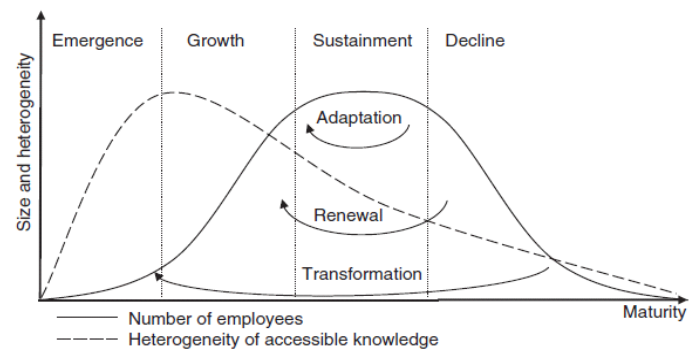 Emergence Growth Sustainment Decline
Size and heterogeneity
Adaptation
Renewal
Transformation
Maturity
Number of employees
Heterogeneity of accessible knowledge